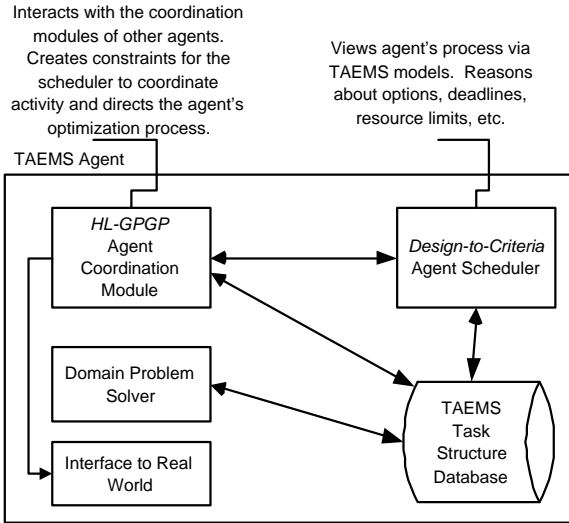 Interacts with the coordination
modules of other agents.
Creates constraints for the
scheduler to coordinate
activity and directs the agent's
optimization process.
Views agent's process via
TAEMS models. Reasons
about options, deadlines,
resource limits, etc.
TAEMS Agent
HL-GPGP
Agent
Coordination
Module
Design-to-Criteria
Agent Scheduler
Domain Problem
Solver
TAEMS
Task
Structure
Database
Interface to Real
World